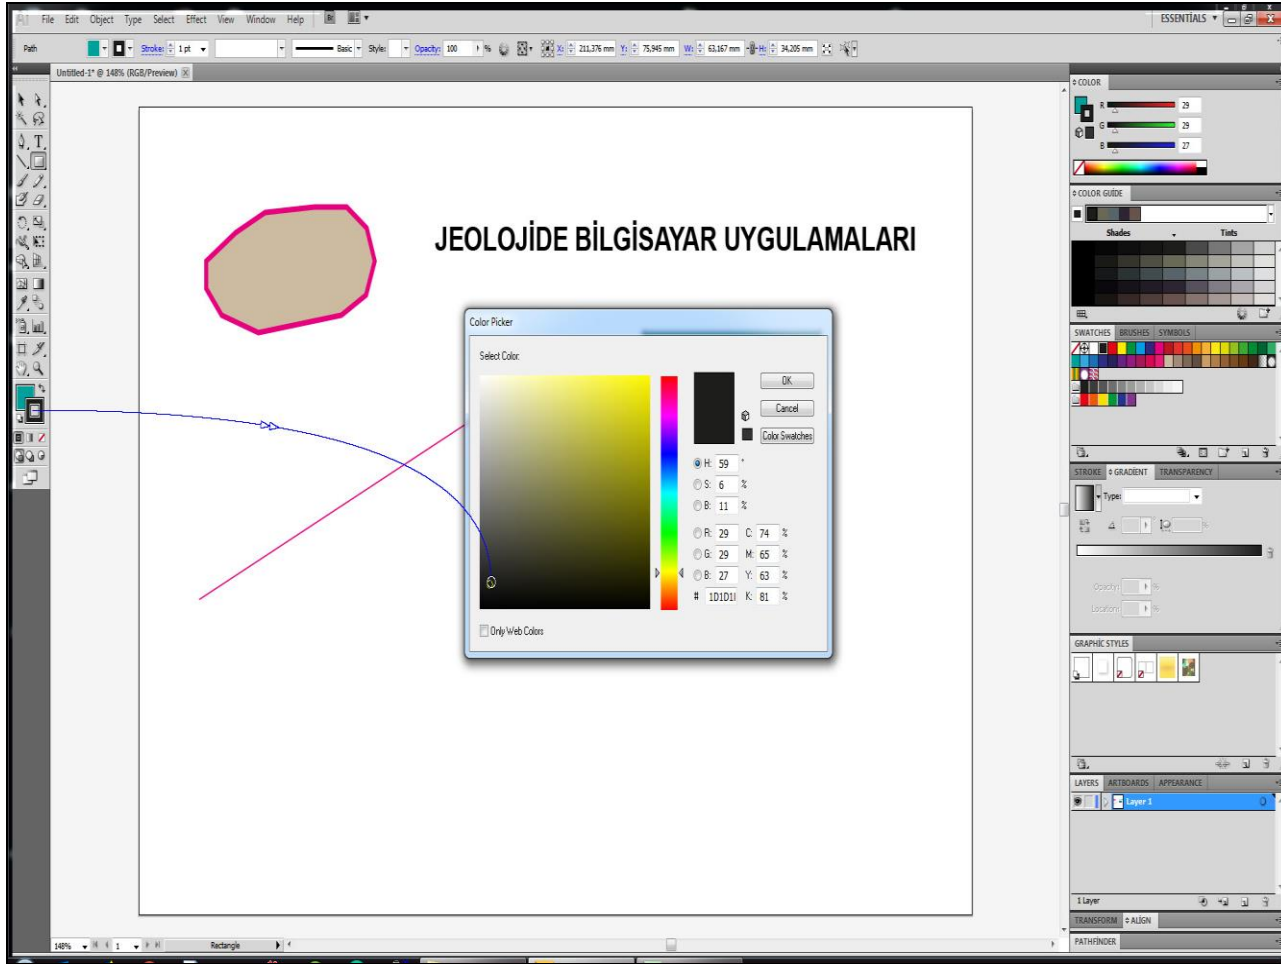 Ai File Edit Object Type Select Effect View Window Help Br ESSENTIALS
Path Stroke: 1 pt Basic Style: Opacity: 100 % X: 211,376 mm Y: 75,945 mm W: 63,167 mm H: 34,205 mm
Untitled-1* @ 148% (RGB/Preview)
JEOLOJİDE BİLGİSAYAR UYGULAMALARI
Color Picker
Select Color:
OK
Cancel
Color Swatches
H: 59 °
S: 6 %
B: 11 %
R: 29 C: 74 %
G: 29 M: 65 %
B: 27 Y: 63 %
# 1D1D1 K: 81 %
Only Web Colors
COLOR
R 29
G 29
B 27
COLOR GUIDE
Shades Tints
SWATCHES BRUSHES SYMBOLS
STROKE GRADIENT TRANSPARENCY
Type:
%
Opacity: %
Location: %
GRAPHIC STYLES
LAYERS ARTBOARDS APPEARANCE
Layer 1
1 Layer
TRANSFORM ALIGN
PATHFINDER
148% 1 Rectangle